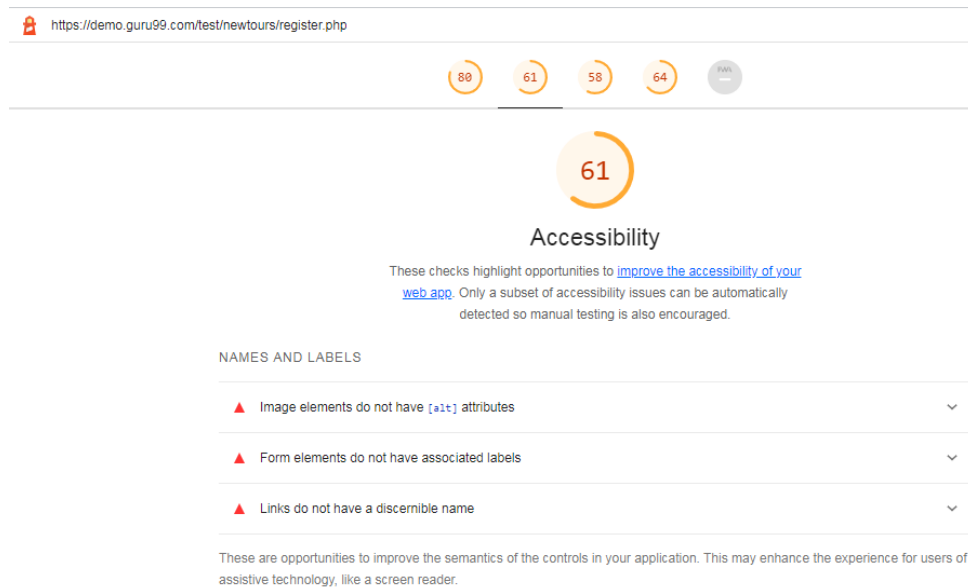 https://demo.guru99.com/test/newtours/register.php
80 61 58 64
61
Accessibility
These checks highlight opportunities to improve the accessibility of your
web app. Only a subset of accessibility issues can be automatically
detected so manual testing is also encouraged.
NAMES AND LABELS
Image elements do not have [alt] attributes
Form elements do not have associated labels
Links do not have a discernible name
These are opportunities to improve the semantics of the controls in your application. This may enhance the experience for users of
assistive technology, like a screen reader.